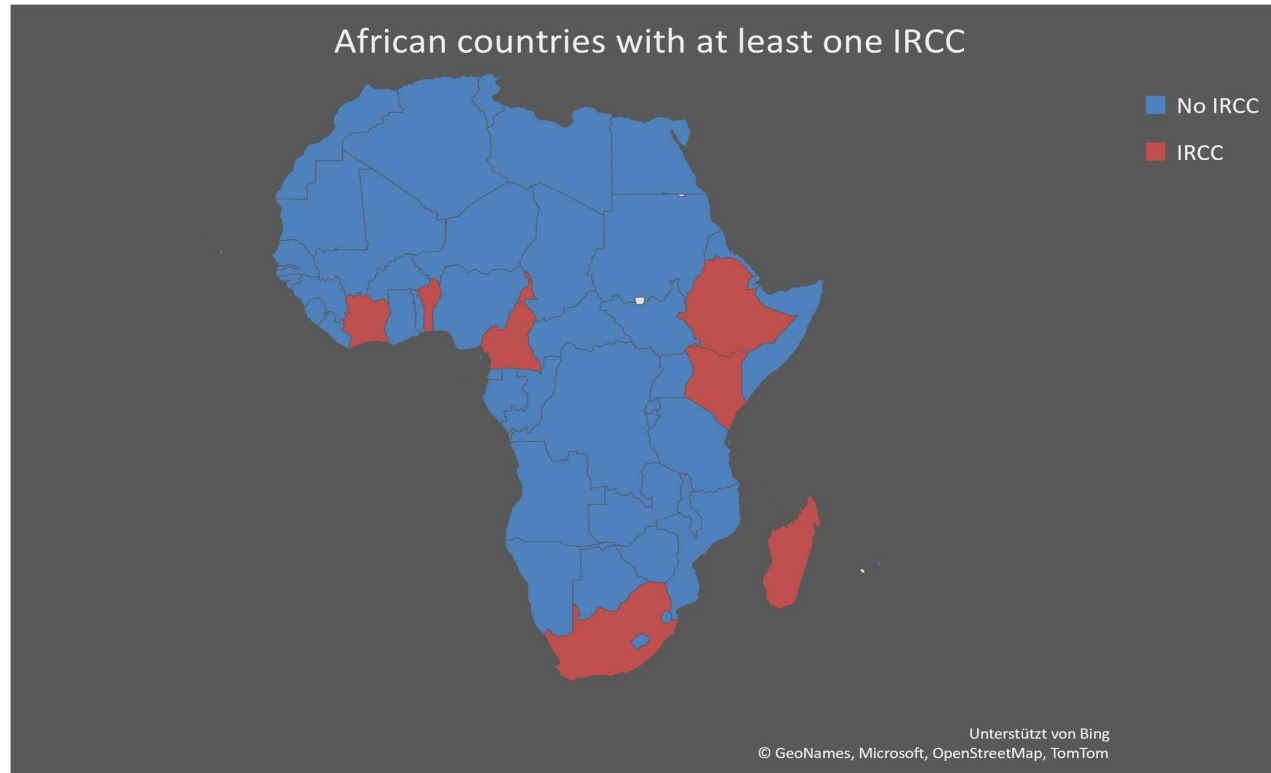 African countries with at least one IRCC
No IRCC
IRCC
Unterstützt von Bing
© GeoNames, Microsoft, OpenStreetMap, TomTom